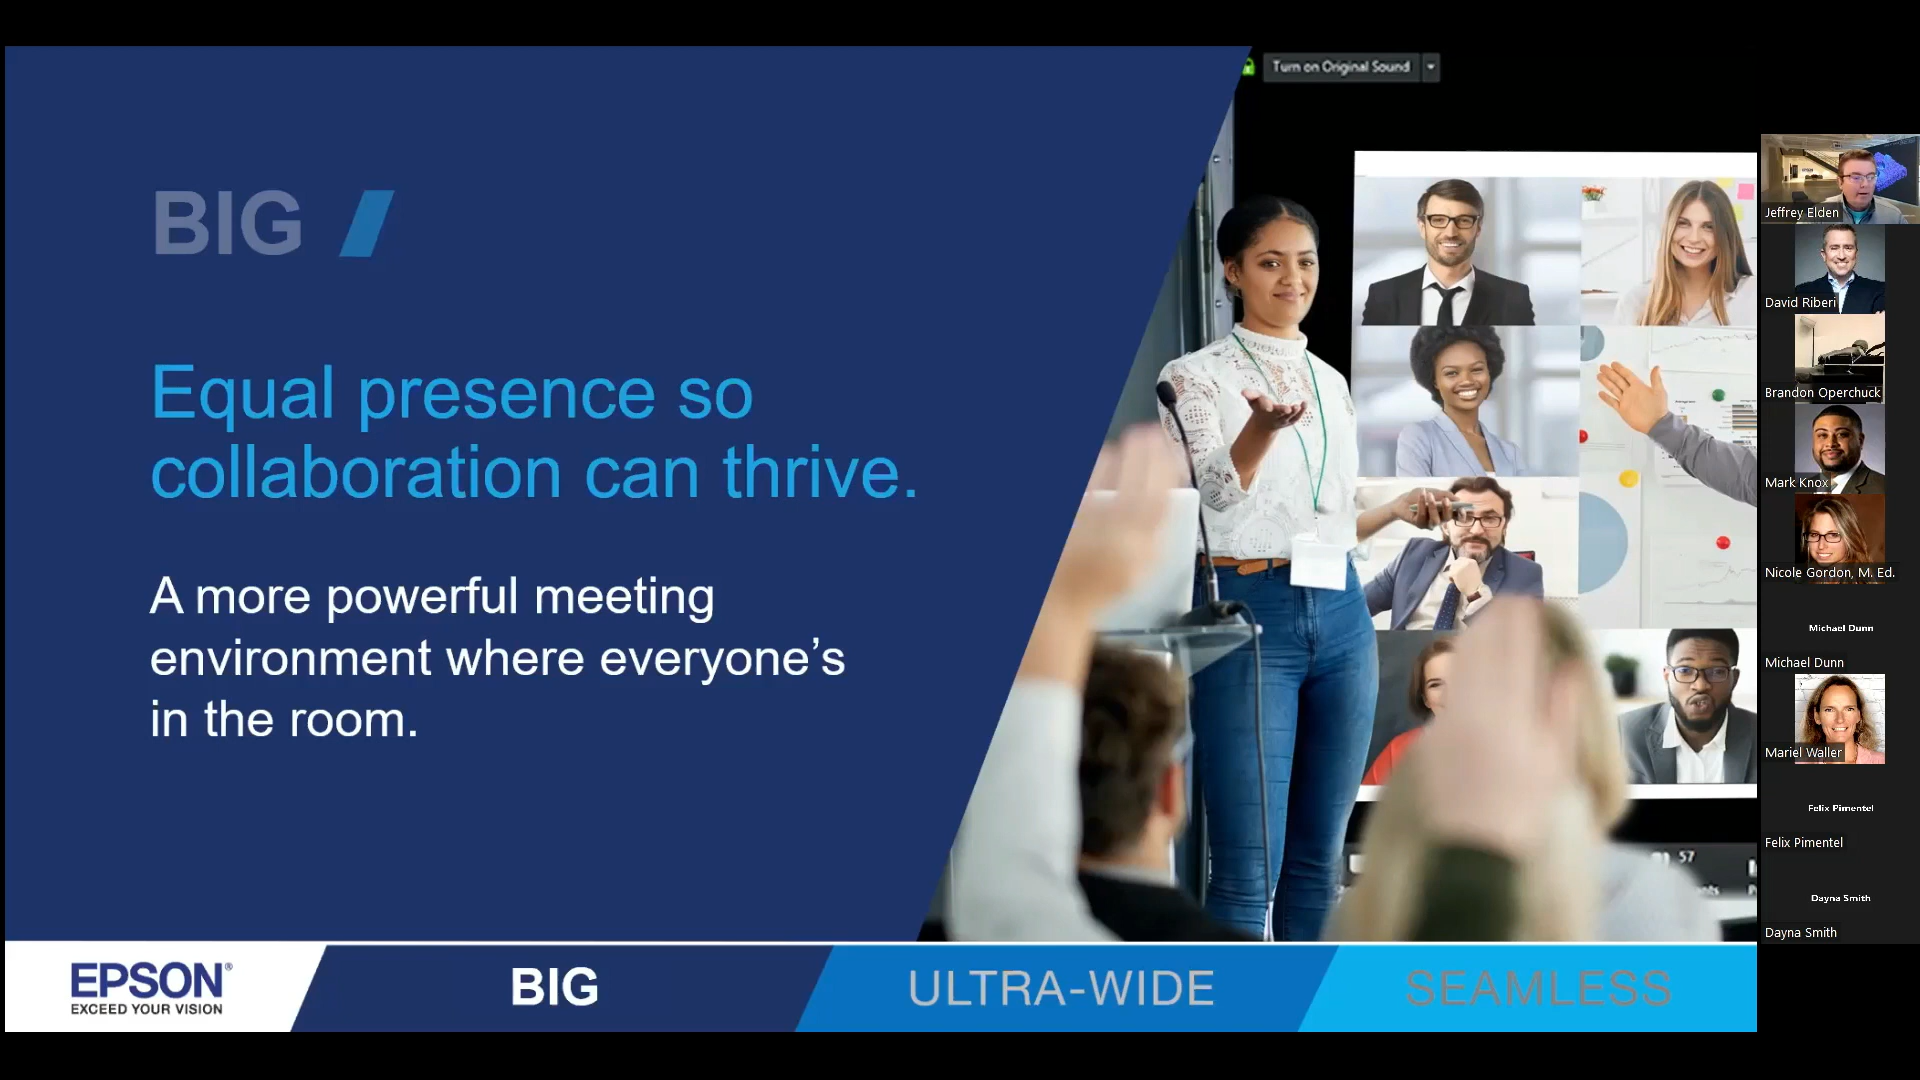 Turn on Original Sound
BIG
Equal presence so
collaboration can thrive.
A more powerful meeting
environment where everyone’s
in the room.
57
EPSON®
EXCEED YOUR VISION
BIG
ULTRA-WIDE
SEAMLESS
Jeffrey Elden
David Riberi
Brandon Operchuck
Mark Knox
Nicole Gordon, M. Ed.
Michael Dunn
Michael Dunn
Mariel Waller
Felix Pimentel
Felix Pimentel
Dayna Smith
Dayna Smith